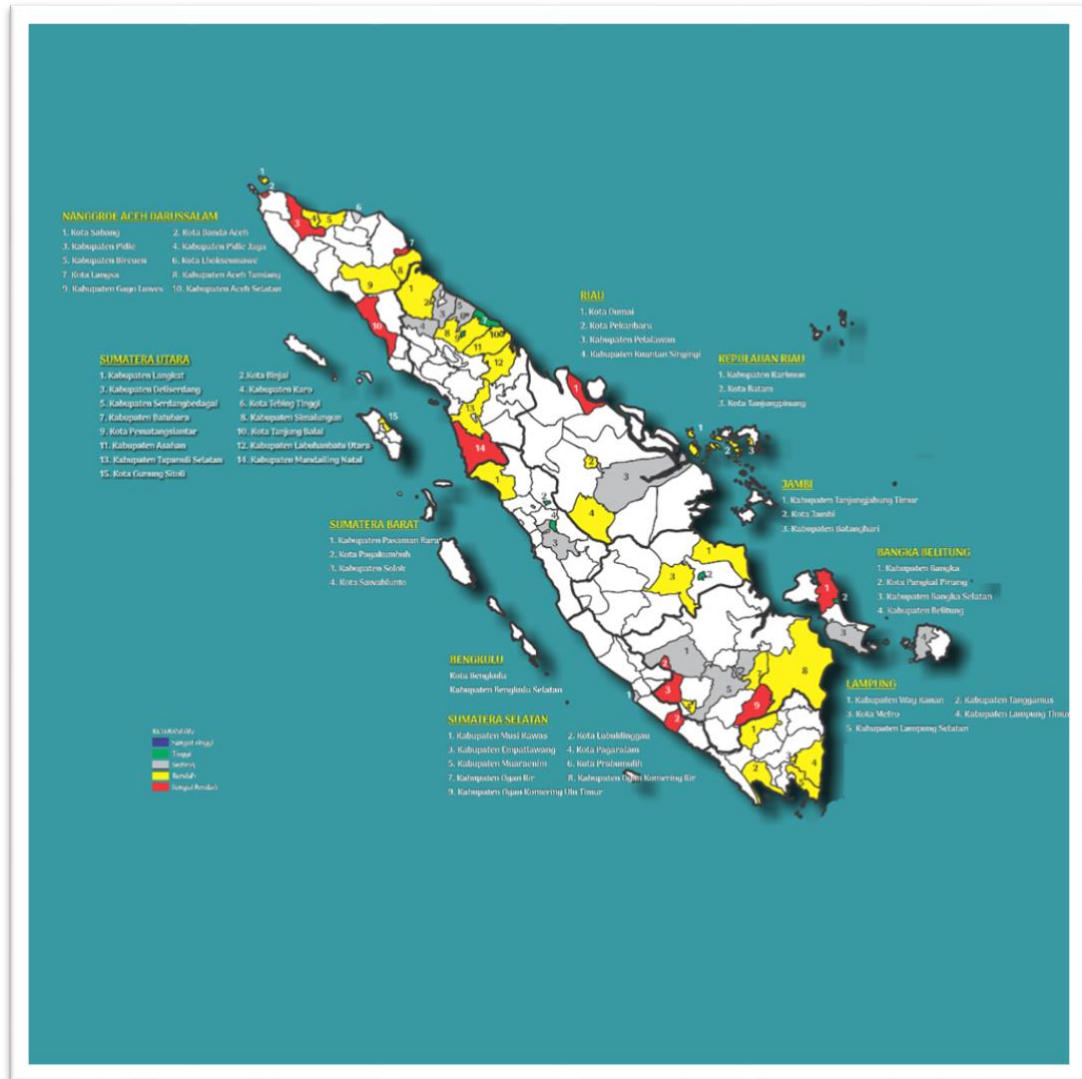 NANGGROE ACEH DARUSSALAM
1. Kota Sabang 2. Kota Banda Aceh
3. Kabupaten Pidie 4. Kabupaten Pidie Jaya
5. Kabupaten Bireuen 6. Kota Lhokseumawe
7. Kota Langsa 8. Kabupaten Aceh Tamiang
9. Kabupaten Gayo Lueues 10. Kabupaten Aceh Selatan
SUMATERA UTARA
1. Kabupaten Langkat 2. Kota Binjai
3. Kabupaten Deliserdang 4. Kabupaten Karo
5. Kabupaten Serdangbedagai 6. Kota Tebing Tinggi
7. Kabupaten Batubara 8. Kabupaten Simalungun
9. Kota Pematangsiantar 10. Kota Tanjung Balai
11. Kabupaten Asahan 12. Kabupaten Labuhanbatu Utara
13. Kabupaten Tapanuli Selatan 14. Kabupaten Mandailing Natal
15. Kota Gunung Sitoli
RIAU
1. Kota Dumai
2. Kota Pekanbaru
3. Kabupaten Pelalawan
4. Kabupaten Kuantan Singingi
KEPULAUAN RIAU
1. Kabupaten Karimun
2. Kota Batam
3. Kota Tanjungpinang
JAMBI
1. Kabupaten Tanjungjabung Timur
2. Kota Jambi
3. Kabupaten Batanghari
SUMATERA BARAT
1. Kabupaten Pasaman Barat
2. Kota Payakumbuh
3. Kabupaten Solok
4. Kota Sawahlunto
BANGKA BELITUNG
1. Kabupaten Bangka
2. Kota Pangkal Pinang
3. Kabupaten Bangka Selatan
4. Kabupaten Belitung
BENGKULU
Kota Bengkulu
Kabupaten Bengkulu Selatan
LAMPUNG
1. Kabupaten Way Kanan 2. Kabupaten Tanggamus
3. Kota Metro 4. Kabupaten Lampung Timur
5. Kabupaten Lampung Selatan
SUMATERA SELATAN
1. Kabupaten Musi Rawas 2. Kota Lubuklinggau
3. Kabupaten Empatlawang 4. Kota Pagaralam
5. Kabupaten Muaraenim 6. Kota Prabumulih
7. Kabupaten Ogan Ilir 8. Kabupaten Ogan Komering Ilir
9. Kabupaten Ogan Komering Ulu Timur
Sangat Tinggi
Tinggi
Sedang
Rendah
Sangat Rendah